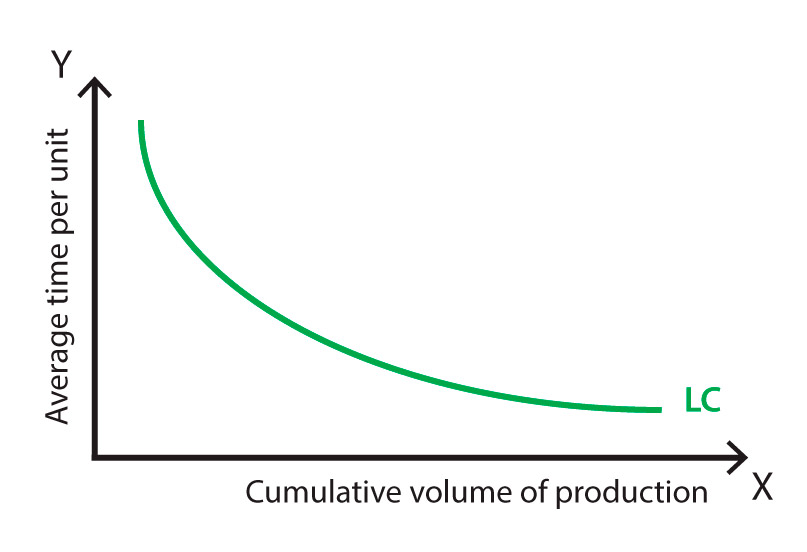 Y
Average time per unit
LC
Cumulative volume of production
X